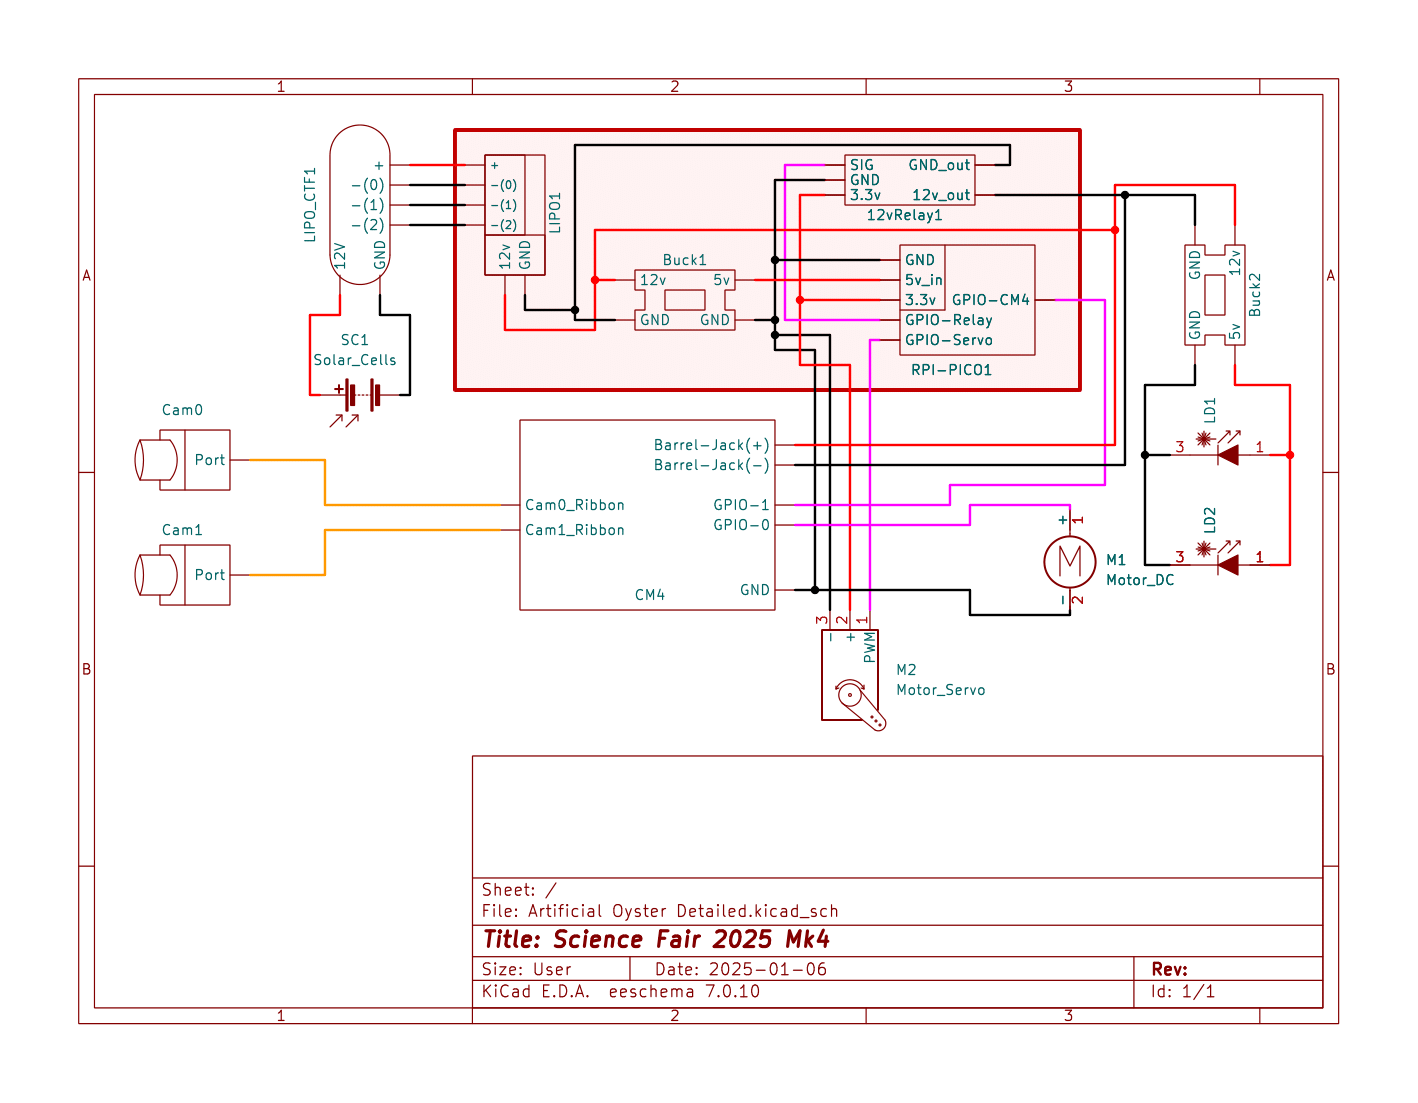 1 2 3
A A
B B
LIPO_CTF1
+
-(0)
-(1)
-(2)
12V
GND
SC1
Solar_Cells
+
LIPO1
+
-(0)
-(1)
-(2)
12v
GND
Buck1
12v 5v
GND GND
SIG GND_out
GND
3.3v 12v_out
12vRelay1
GND
5v_in
3.3v GPIO-CM4
GPIO-Relay
GPIO-Servo
RPI-PICO1
Buck2
GND 12v
GND 5v
LD1
3 1
LD2
3 1
Cam0
Port
Cam1
Port
Barrel-Jack(+)
Barrel-Jack(-)
Cam0_Ribbon GPIO-1
Cam1_Ribbon GPIO-0
CM4 GND
+ 1
M
- 2
M1
Motor_DC
3 2 1
- + PWM
M2
Motor_Servo
Sheet: /
File: Artificial Oyster Detailed.kicad_sch
Title: Science Fair 2025 Mk4
Size: User Date: 2025-01-06 Rev:
KiCad E.D.A. eeschema 7.0.10 Id: 1/1
1 2 3